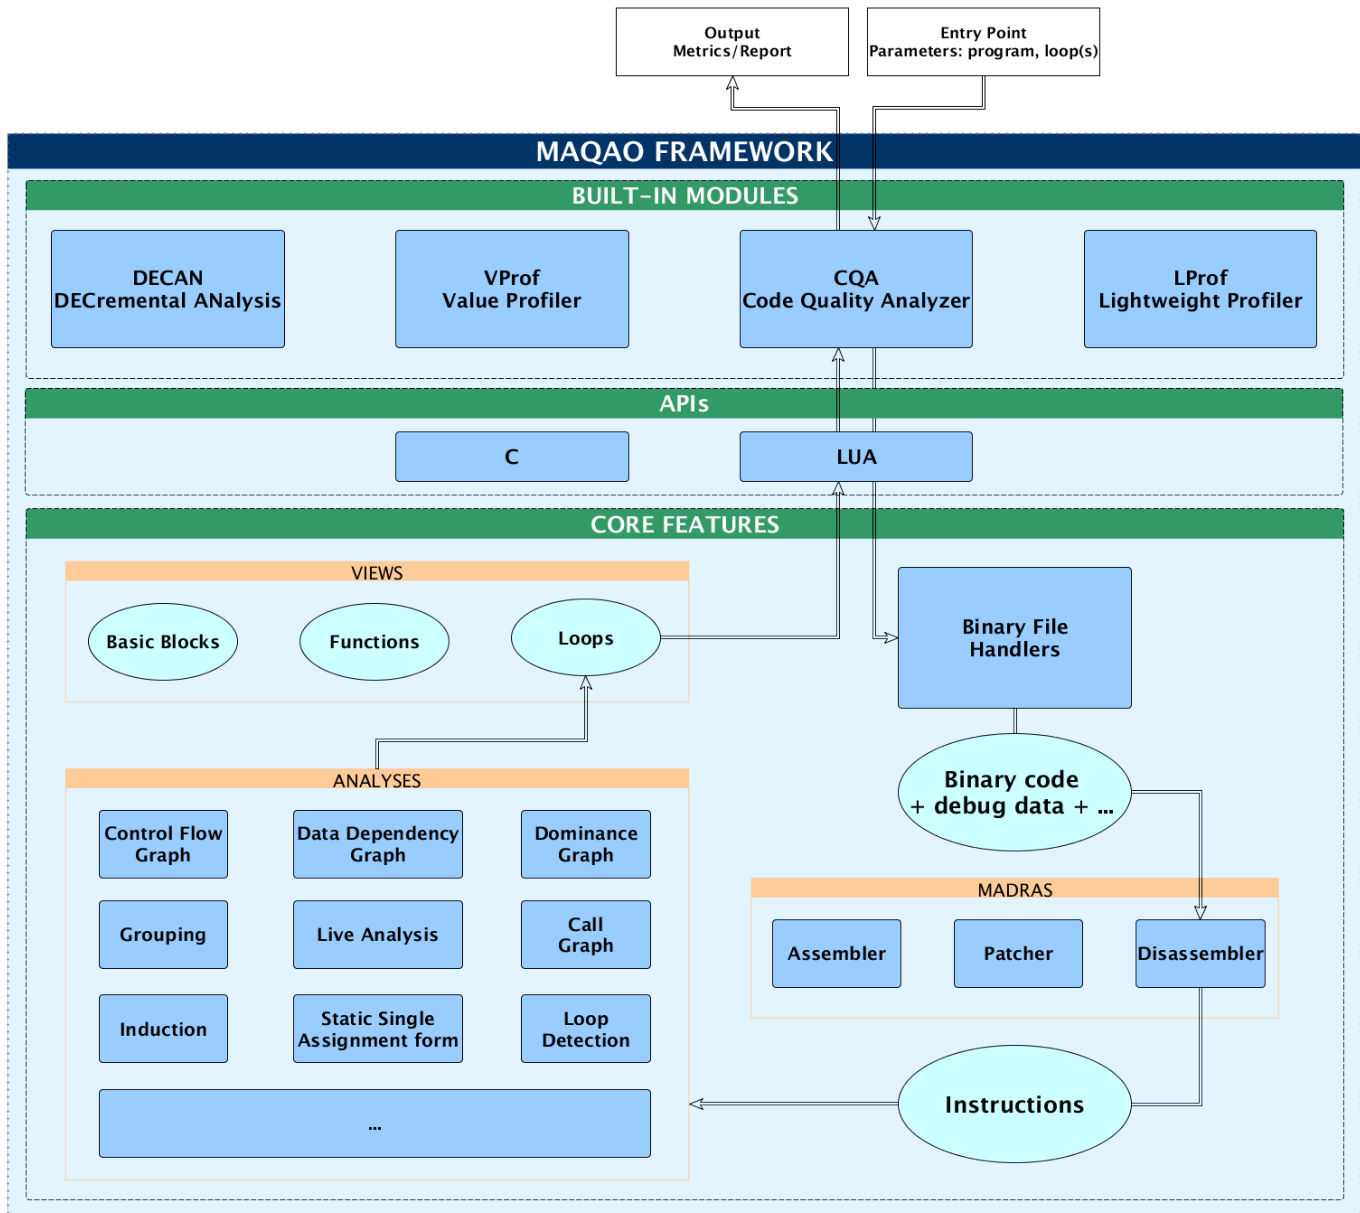 Output
Metrics/Report
Entry Point
Parameters: program, loop(s)
MAQAO FRAMEWORK
BUILT-IN MODULES
DECAN
DECremental ANalysis
VProf
Value Profiler
CQA
Code Quality Analyzer
LProf
Lightweight Profiler
APIs
C
LUA
CORE FEATURES
VIEWS
Basic Blocks
Functions
Loops
Binary File
Handlers
Binary code
+ debug data + ...
ANALYSES
Control Flow
Graph
Data Dependency
Graph
Dominance
Graph
Grouping
Live Analysis
Call
Graph
Induction
Static Single
Assignment form
Loop
Detection
...
MADRAS
Assembler
Patcher
Disassembler
Instructions